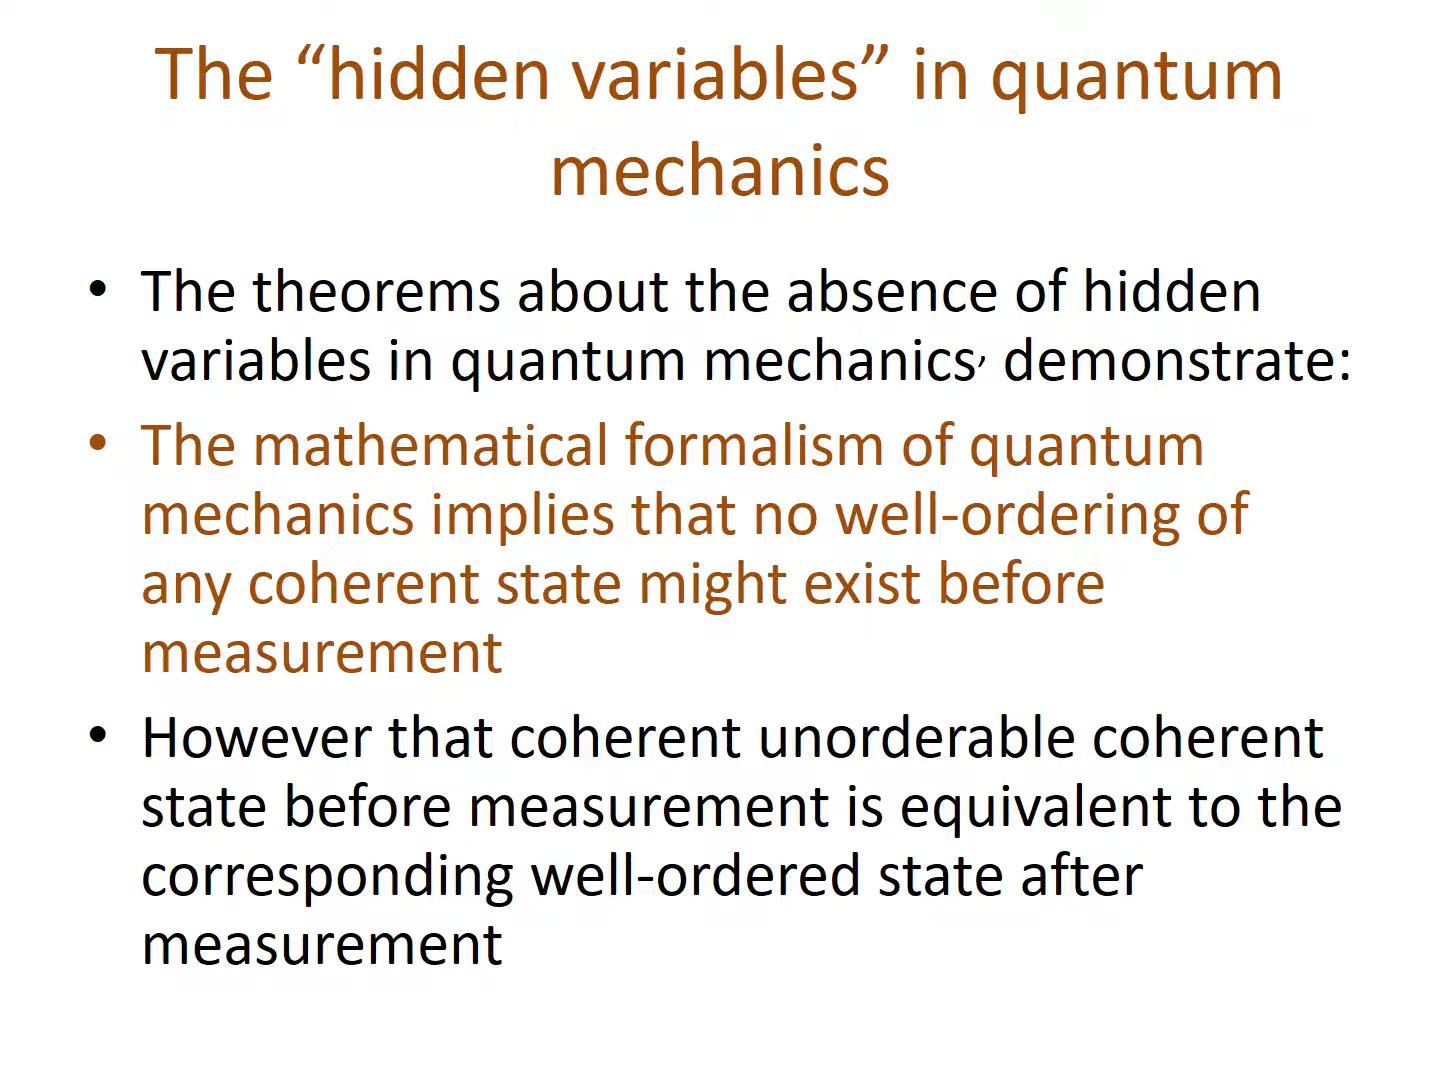 The “hidden variables” in quantum
mechanics
• The theorems about the absence of hidden
variables in quantum mechanics, demonstrate:
• The mathematical formalism of quantum
mechanics implies that no well-ordering of
any coherent state might exist before
measurement
• However that coherent unorderable coherent
state before measurement is equivalent to the
corresponding well-ordered state after
measurement